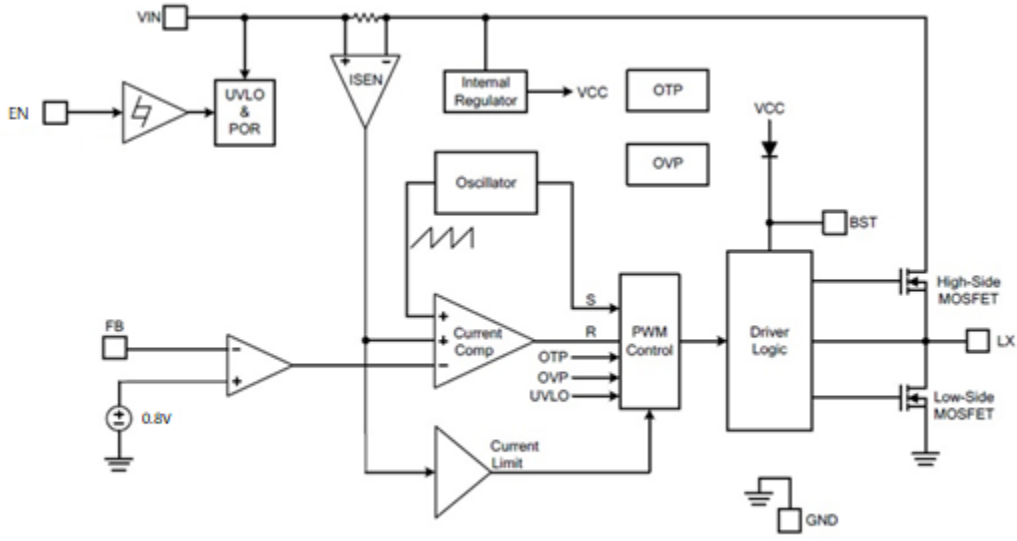 VIN
+ -
ISEN
EN
UVLO
&
POR
Internal
Regulator
VCC
OTP
VCC
OVP
Oscillator
BST
High-Side
MOSFET
FB
-
+
0.8V
+
+
-
Current
Comp
S
R
OTP
OVP
UVLO
PWM
Control
Driver
Logic
LX
Low-Side
MOSFET
Current
Limit
GND